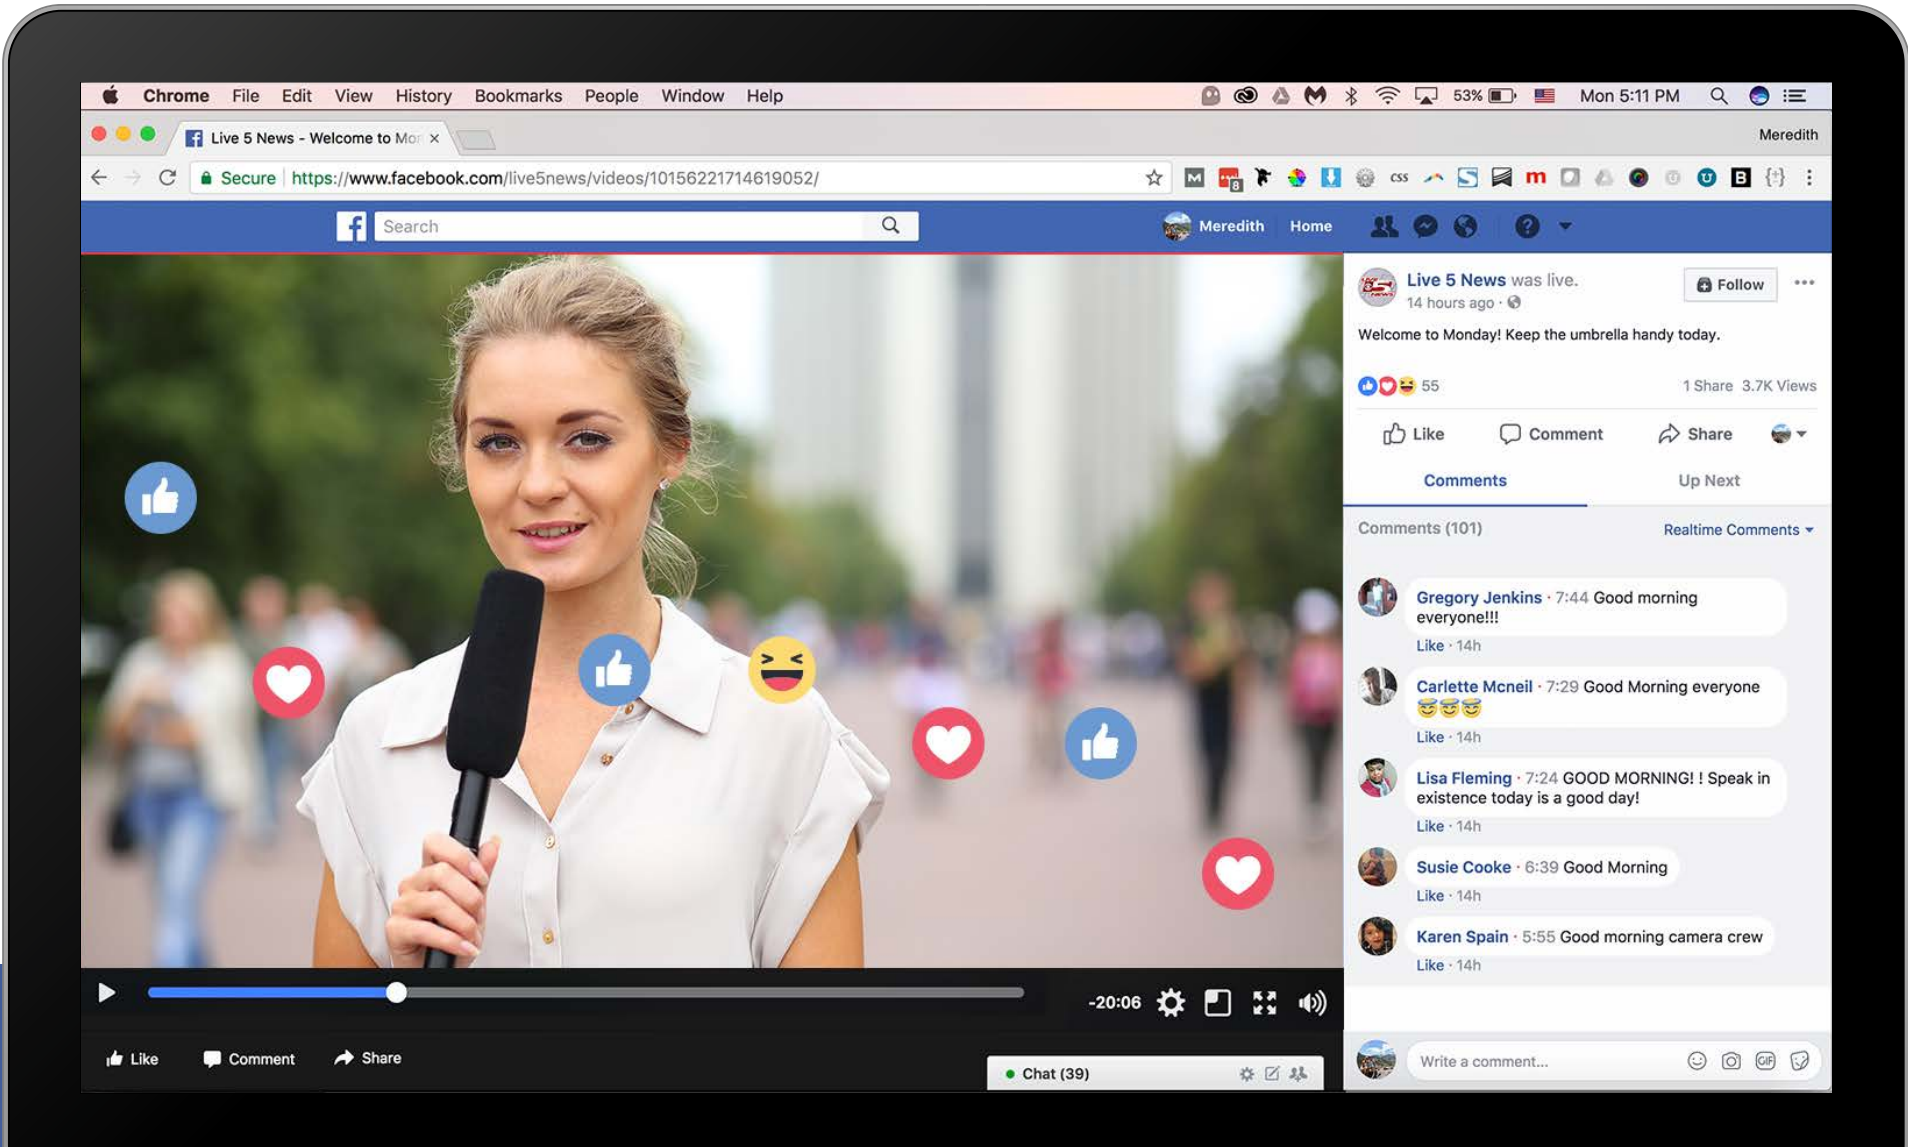 Chrome File Edit View History Bookmarks People Window Help 53% Mon 5:11 PM
Live 5 News - Welcome to Mor × Meredith
Secure https://www.facebook.com/live5news/videos/10156221714619052/ 8 CSS m B
Search Meredith Home
Live 5 News was live.
Follow
14 hours ago
Welcome to Monday! Keep the umbrella handy today.
55 1 Share 3.7K Views
Like Comment Share
Comments Up Next
Comments (101) Realtime Comments
Gregory Jenkins · 7:44 Good morning
everyone!!!
Like · 14h
Carlette Mcneil · 7:29 Good Morning everyone
Like · 14h
Lisa Fleming · 7:24 GOOD MORNING! ! Speak in
existence today is a good day!
Like · 14h
Susie Cooke · 6:39 Good Morning
Like · 14h
Karen Spain · 5:55 Good morning camera crew
Like · 14h
-20:06
Like Comment Share
Chat (39)
Write a comment... GIF